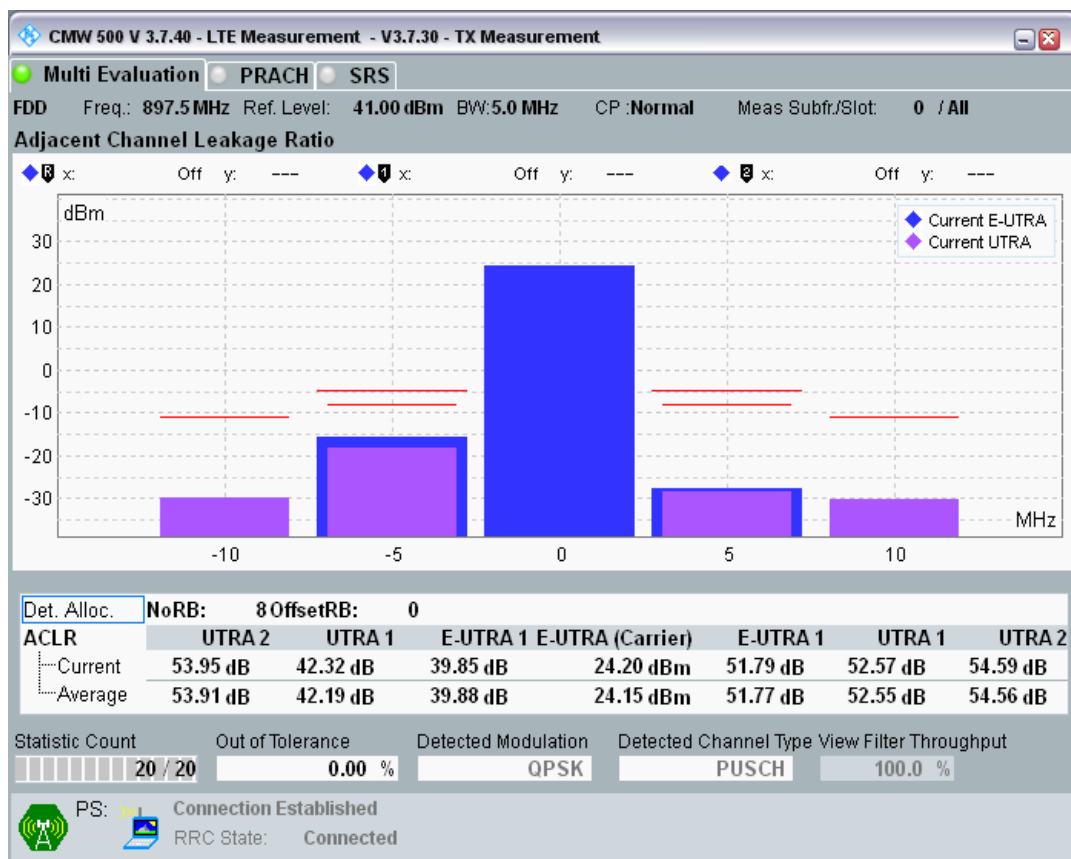 CMW 500 V 3.7.40 - LTE Measurement - V3.7.30 - TX Measurement
Multi Evaluation PRACH SRS
FDD Freq.: 897.5 MHz Ref. Level: 41.00 dBm BW:5.0 MHz CP :Normal Meas Subfr./Slot: 0 / All
Adjacent Channel Leakage Ratio
R x: Off y: --- 1 x: Off y: --- 2 x: Off y: ---
dBm
Current E-UTRA
Current UTRA
30
20
10
0
-10
-20
-30
MHz
-10 -5 0 5 10
Det. Alloc. NoRB: 8 OffsetRB: 0
ACLR UTRA 2 UTRA 1 E-UTRA 1 E-UTRA (Carrier) E-UTRA 1 UTRA 1 UTRA 2
Current 53.95 dB 42.32 dB 39.85 dB 24.20 dBm 51.79 dB 52.57 dB 54.59 dB
Average 53.91 dB 42.19 dB 39.88 dB 24.15 dBm 51.77 dB 52.55 dB 54.56 dB
Statistic Count Out of Tolerance Detected Modulation Detected Channel Type View Filter Throughput
20 / 20 0.00 % QPSK PUSCH 100.0 %
PS: Connection Established
RRC State: Connected